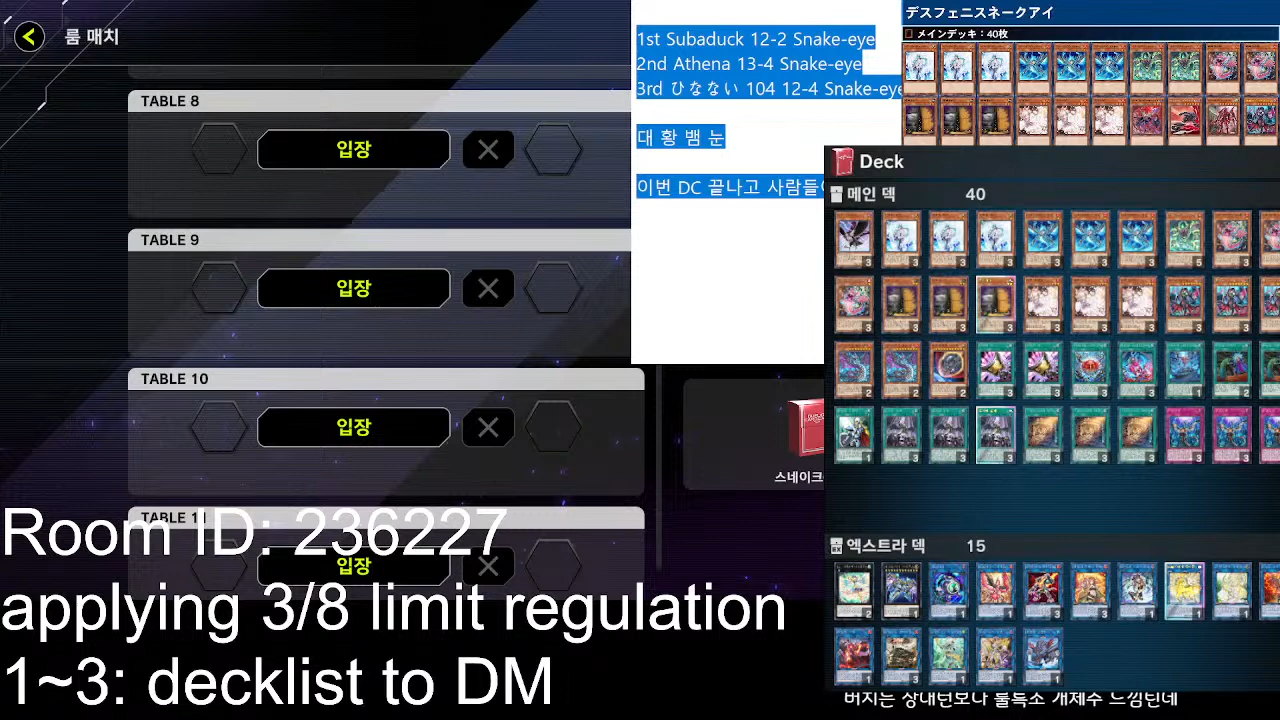 룸 매치
TABLE 8
입장
TABLE 9
입장
TABLE 10
입장
TABLE 11
입장
1st Subaduck 12-2 Snake-eye
2nd Athena 13-4 Snake-eye
3rd ひなない 104 12-4 Snake-eye
대 황 뱀 눈
이번 DC 끝나고 사람들
デスフェニスネークアイ
メインデッキ：40枚
Deck
메인 덱 40
엑스트라 덱 15
스네이크
Room ID: 236227
applying 3/8 limit regulation
1~3: decklist to DM